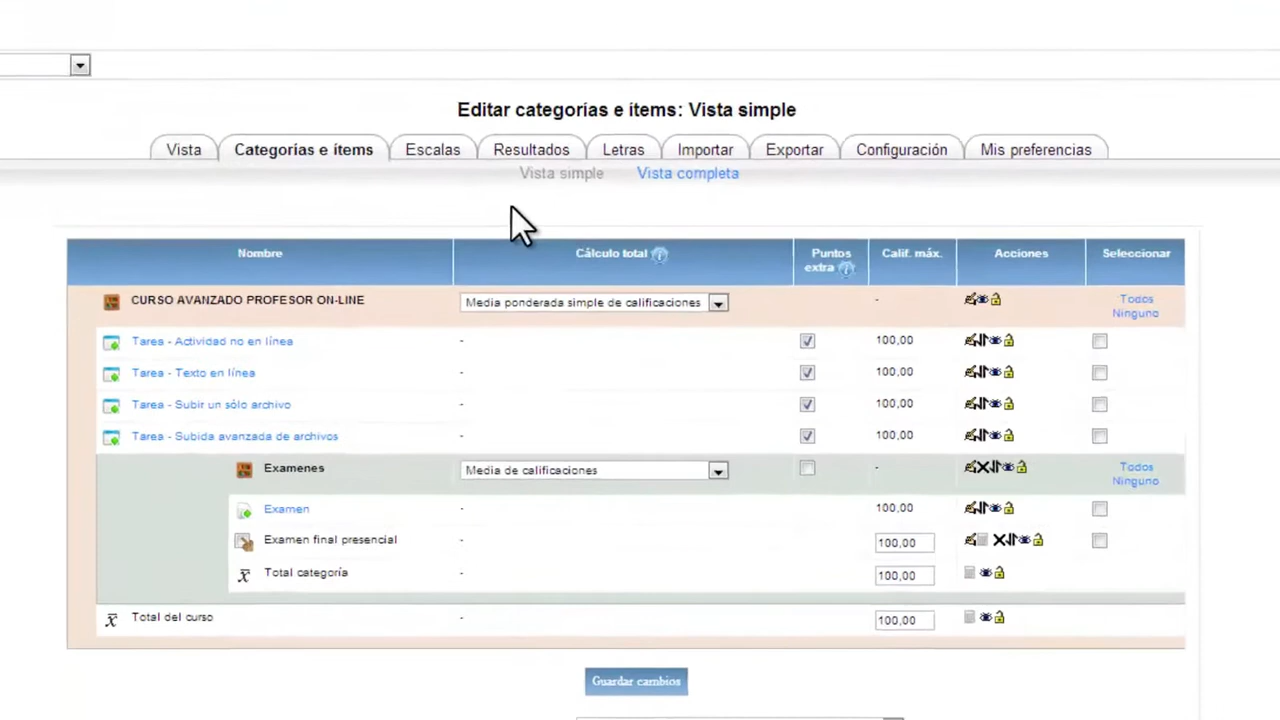 Editar categorías e ítems: Vista simple
Vista Categorías e ítems Escalas Resultados Letras Importar Exportar Configuración Mis preferencias
Vista simple Vista completa
Nombre Cálculo total Puntos extra Calif. máx. Acciones Seleccionar
CURSO AVANZADO PROFESOR ON-LINE Media ponderada simple de calificaciones - Todos
Ninguno
Tarea - Actividad no en línea - 100,00
Tarea - Texto en línea - 100,00
Tarea - Subir un sólo archivo - 100,00
Tarea - Subida avanzada de archivos - 100,00
Examenes Media de calificaciones - Todos
Ninguno
Examen - 100,00
Examen final presencial - 100,00
x̅ Total categoría - 100,00
x̅ Total del curso - 100,00
Guardar cambios